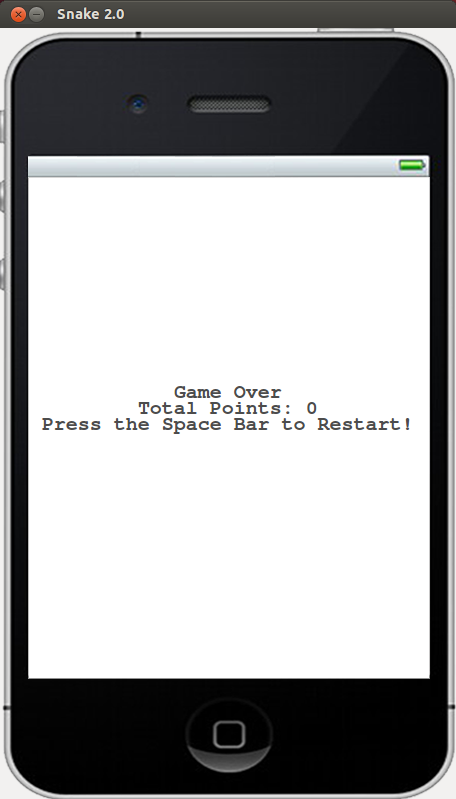 Snake 2.0
Game Over
Total Points: 0
Press the Space Bar to Restart!